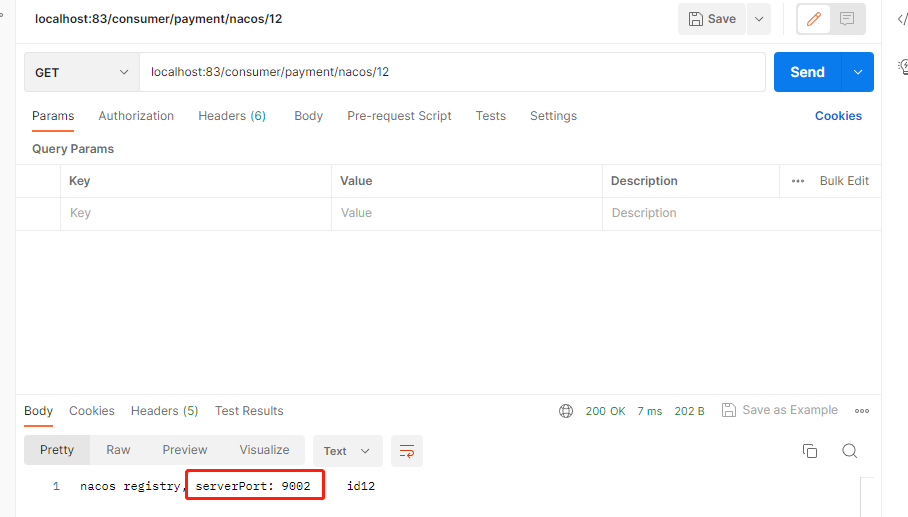 localhost:83/consumer/payment/nacos/12
Save
GET
localhost:83/consumer/payment/nacos/12
Send
Params Authorization Headers (6) Body Pre-request Script Tests Settings Cookies
Query Params
Key Value Description Bulk Edit
Key Value Description
Body Cookies Headers (5) Test Results 200 OK 7 ms 202 B Save as Example
Pretty Raw Preview Visualize Text
1 nacos registry, serverPort: 9002 id12